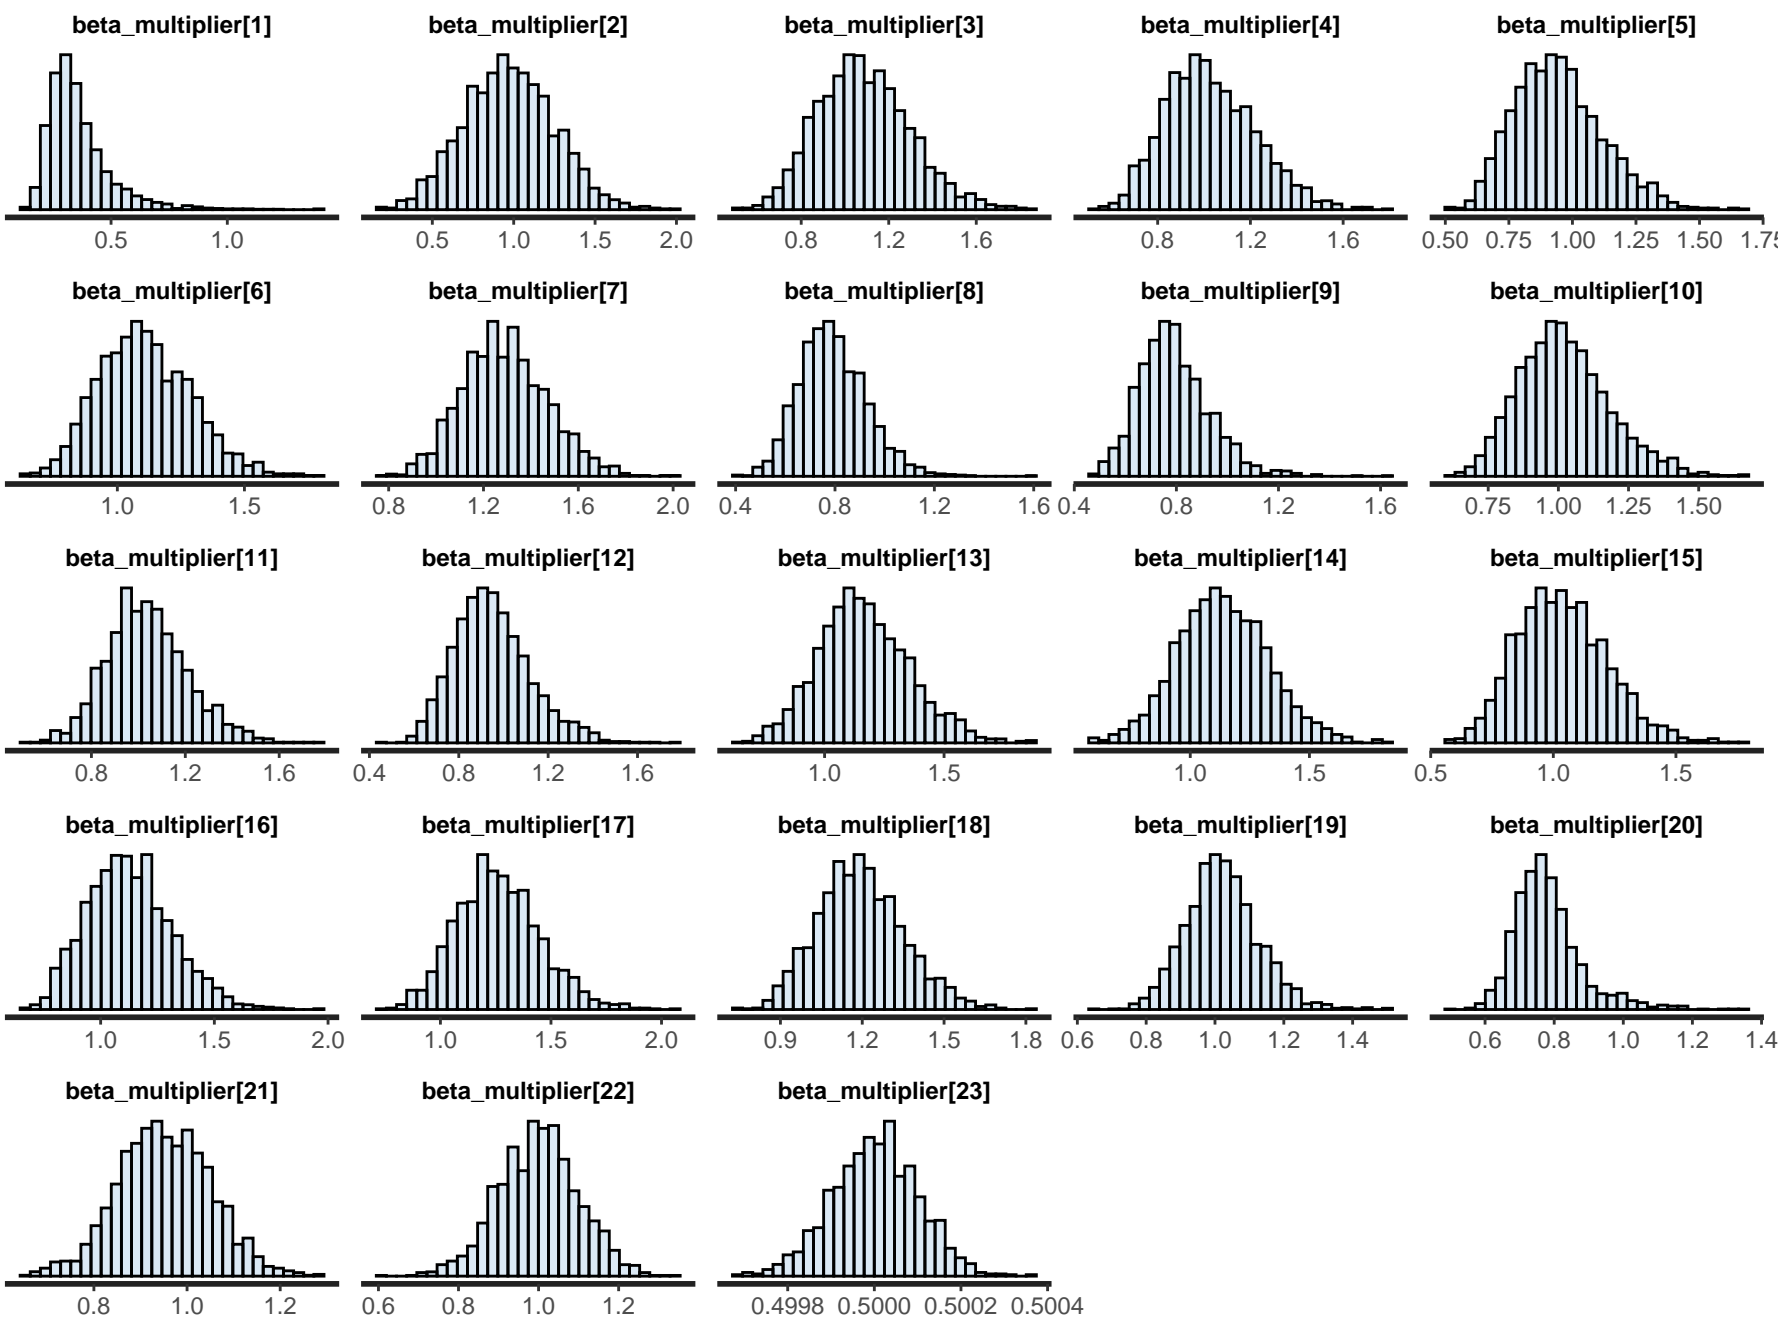 beta_multiplier[1] beta_multiplier[2] beta_multiplier[3] beta_multiplier[4] beta_multiplier[5]
0.5 1.0 0.5 1.0 1.5 2.0 0.8 1.2 1.6 0.8 1.2 1.6 0.50 0.75 1.00 1.25 1.50 1.75
beta_multiplier[6] beta_multiplier[7] beta_multiplier[8] beta_multiplier[9] beta_multiplier[10]
1.0 1.5 0.8 1.2 1.6 2.0 0.4 0.8 1.2 1.6 0.4 0.8 1.2 1.6 0.75 1.00 1.25 1.50
beta_multiplier[11] beta_multiplier[12] beta_multiplier[13] beta_multiplier[14] beta_multiplier[15]
0.8 1.2 1.6 0.4 0.8 1.2 1.6 1.0 1.5 1.0 1.5 0.5 1.0 1.5
beta_multiplier[16] beta_multiplier[17] beta_multiplier[18] beta_multiplier[19] beta_multiplier[20]
1.0 1.5 2.0 1.0 1.5 2.0 0.9 1.2 1.5 1.8 0.6 0.8 1.0 1.2 1.4 0.6 0.8 1.0 1.2 1.4
beta_multiplier[21] beta_multiplier[22] beta_multiplier[23]
0.8 1.0 1.2 0.6 0.8 1.0 1.2 0.4998 0.5000 0.5002 0.5004